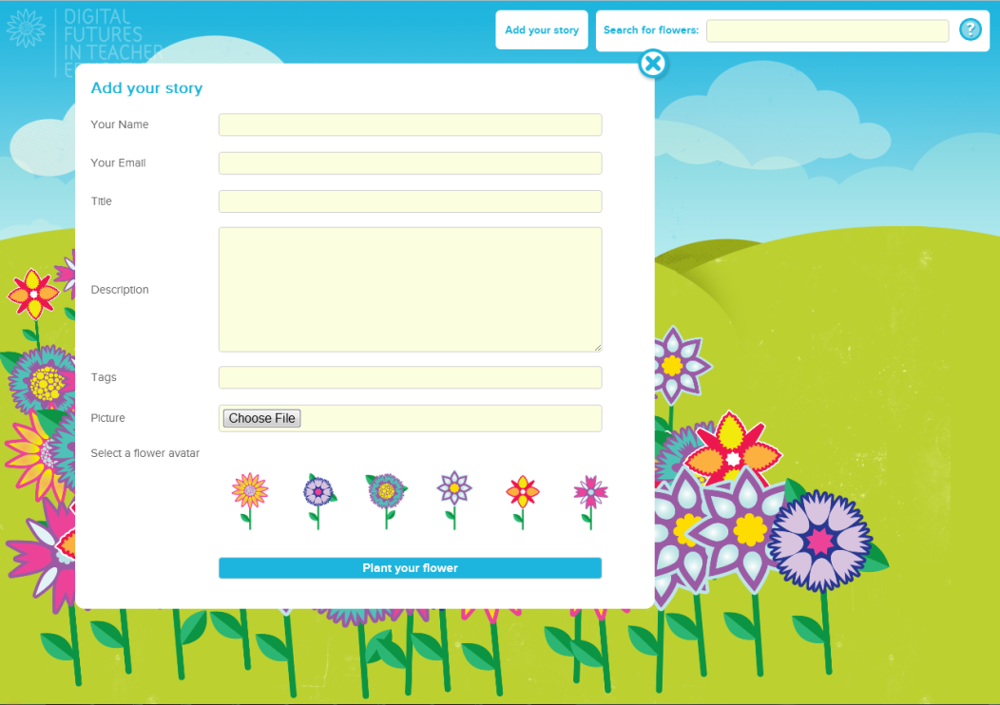 DIGITAL
FUTURES
IN TEACHER
Add your story
Search for flowers:
?
Add your story
Your Name
Your Email
Title
Description
Tags
Picture
Choose File
Select a flower avatar
Plant your flower